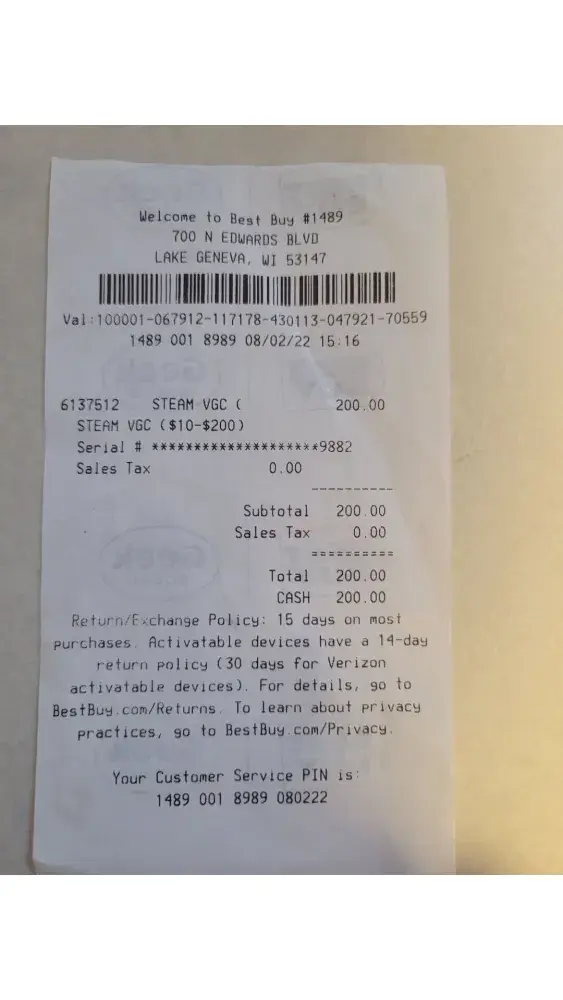 Welcome to Best Buy #1489
700 N EDWARDS BLVD
LAKE GENEVA, WI 53147
Val:100001-067912-117178-430113-047921-70559
1489 001 8989 08/02/22 15:16
6137512 STEAM VGC ( 200.00
STEAM VGC ($10-$200)
Serial # ********************9882
Sales Tax 0.00
----------
Subtotal 200.00
Sales Tax 0.00
==========
Total 200.00
CASH 200.00
Return/Exchange Policy: 15 days on most
purchases. Activatable devices have a 14-day
return policy (30 days for Verizon
activatable devices). For details, go to
BestBuy.com/Returns. To learn about privacy
practices, go to BestBuy.com/Privacy.
Your Customer Service PIN is:
1489 001 8989 080222